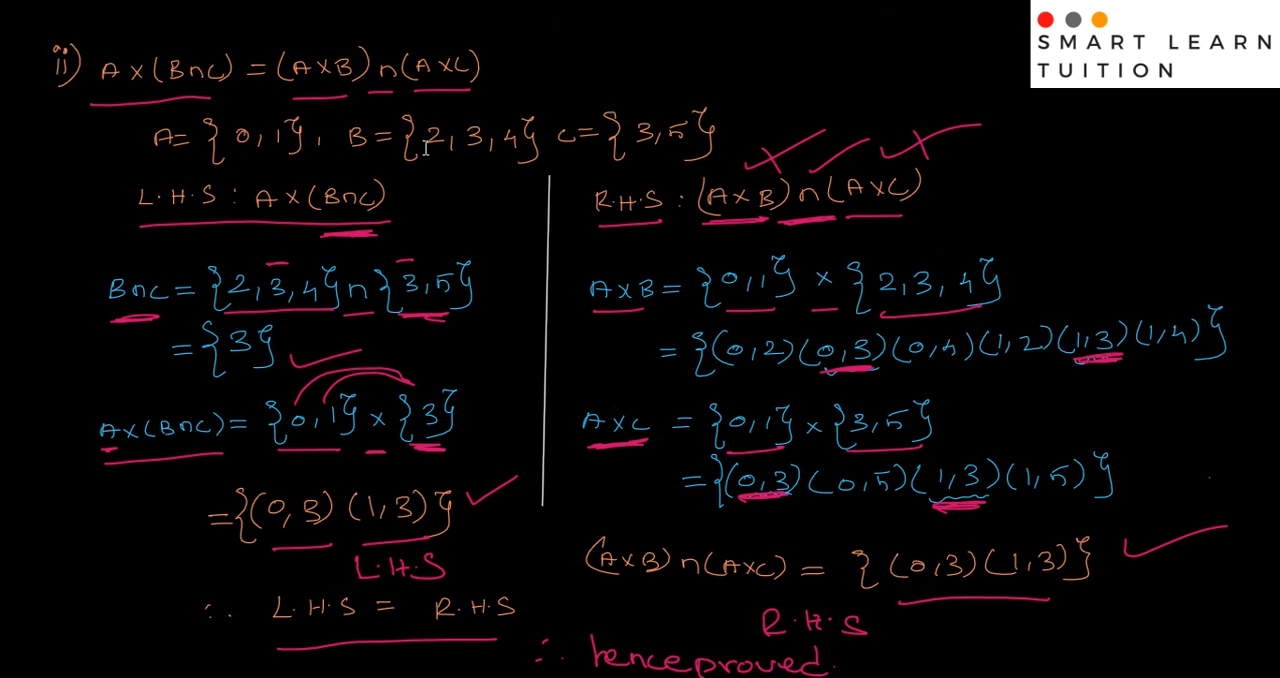 SMART LEARN
TUITION
ii) A×(B∩C) = (A×B) ∩ (A×C)
A = {0, 1}, B = {2, 3, 4} C = {3, 5}
L.H.S : A×(B∩C)
B∩C = {2, 3, 4} ∩ {3, 5}
= {3}
A×(B∩C) = {0, 1} × {3}
= {(0, 3) (1, 3)}
L.H.S
∴ L.H.S = R.H.S
R.H.S : (A×B) ∩ (A×C)
A×B = {0, 1} × {2, 3, 4}
= {(0, 2) (0, 3) (0, 4) (1, 2) (1, 3) (1, 4)}
A×C = {0, 1} × {3, 5}
= {(0, 3) (0, 5) (1, 3) (1, 5)}
(A×B) ∩ (A×C) = {(0, 3) (1, 3)}
R.H.S
∴ hence proved.